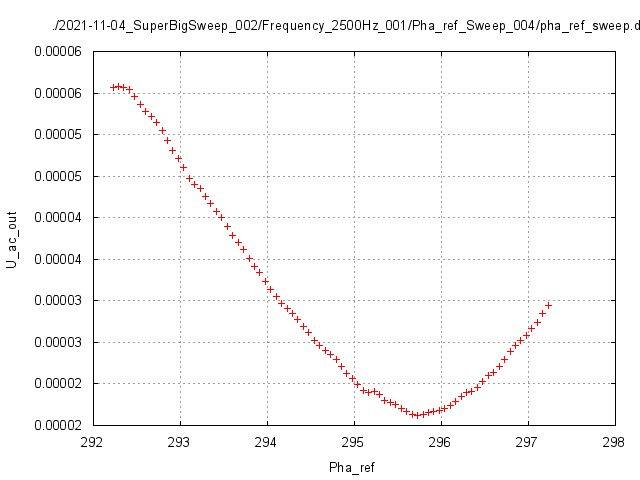 ./2021-11-04_SuperBigSweep_002/Frequency_2500Hz_001/Pha_ref_Sweep_004/pha_ref_sweep.d
0.00006
0.00006
0.00005
0.00005
0.00004
0.00004
0.00003
0.00003
0.00002
0.00002
U_ac_out
292 293 294 295 296 297 298
Pha_ref